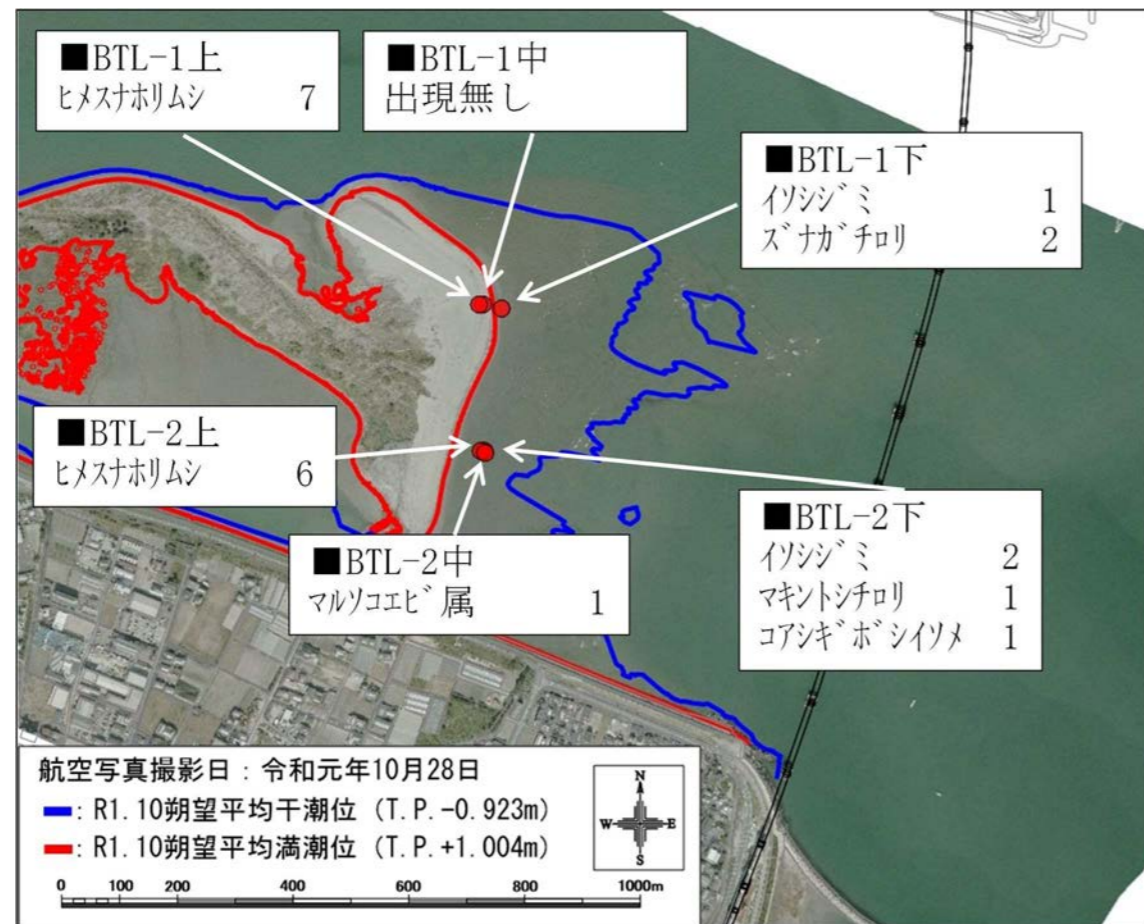 ■BTL-1上
ヒメスナホリムシ 7
■BTL-1中
出現無し
■BTL-1下
イソシジミ 1
ズナガチロリ 2
■BTL-2上
ヒメスナホリムシ 6
■BTL-2中
マルソコエビ属 1
■BTL-2下
イソシジミ 2
マキントシチロリ 1
コアシギボシイソメ 1
航空写真撮影日：令和元年10月28日
：R1.10朔望平均干潮位（T.P.-0.923m）
：R1.10朔望平均満潮位（T.P.+1.004m）
N
W E
S
0 100 200 400 600 800 1000m